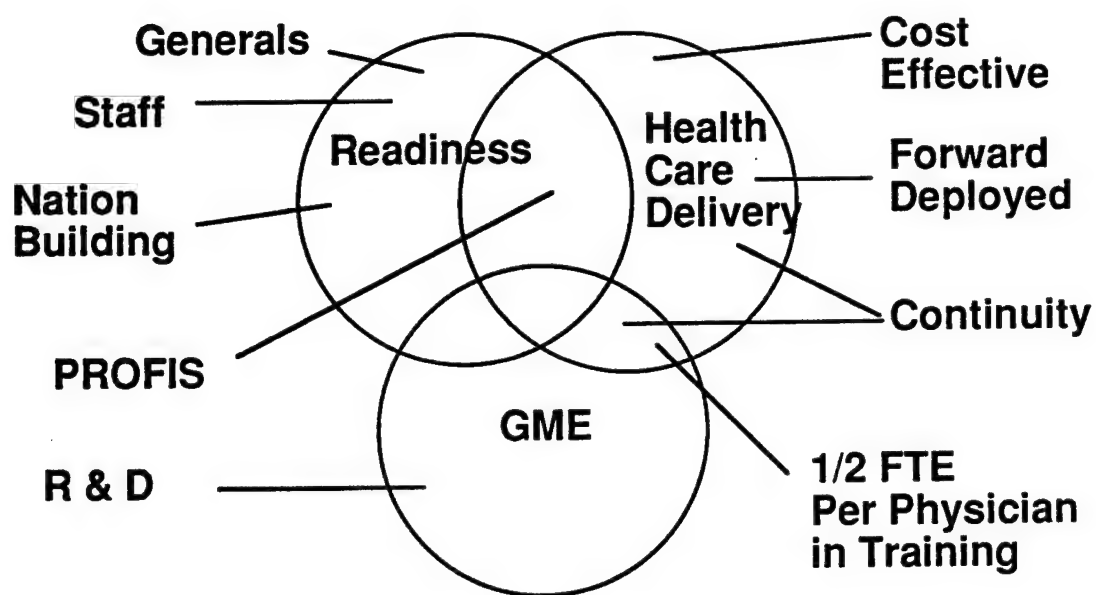 Generals
Staff
Nation
Building
PROFIS
R & D
Readiness
Health
Care
Delivery
GME
Cost
Effective
Forward
Deployed
Continuity
1/2 FTE
Per Physician
in Training